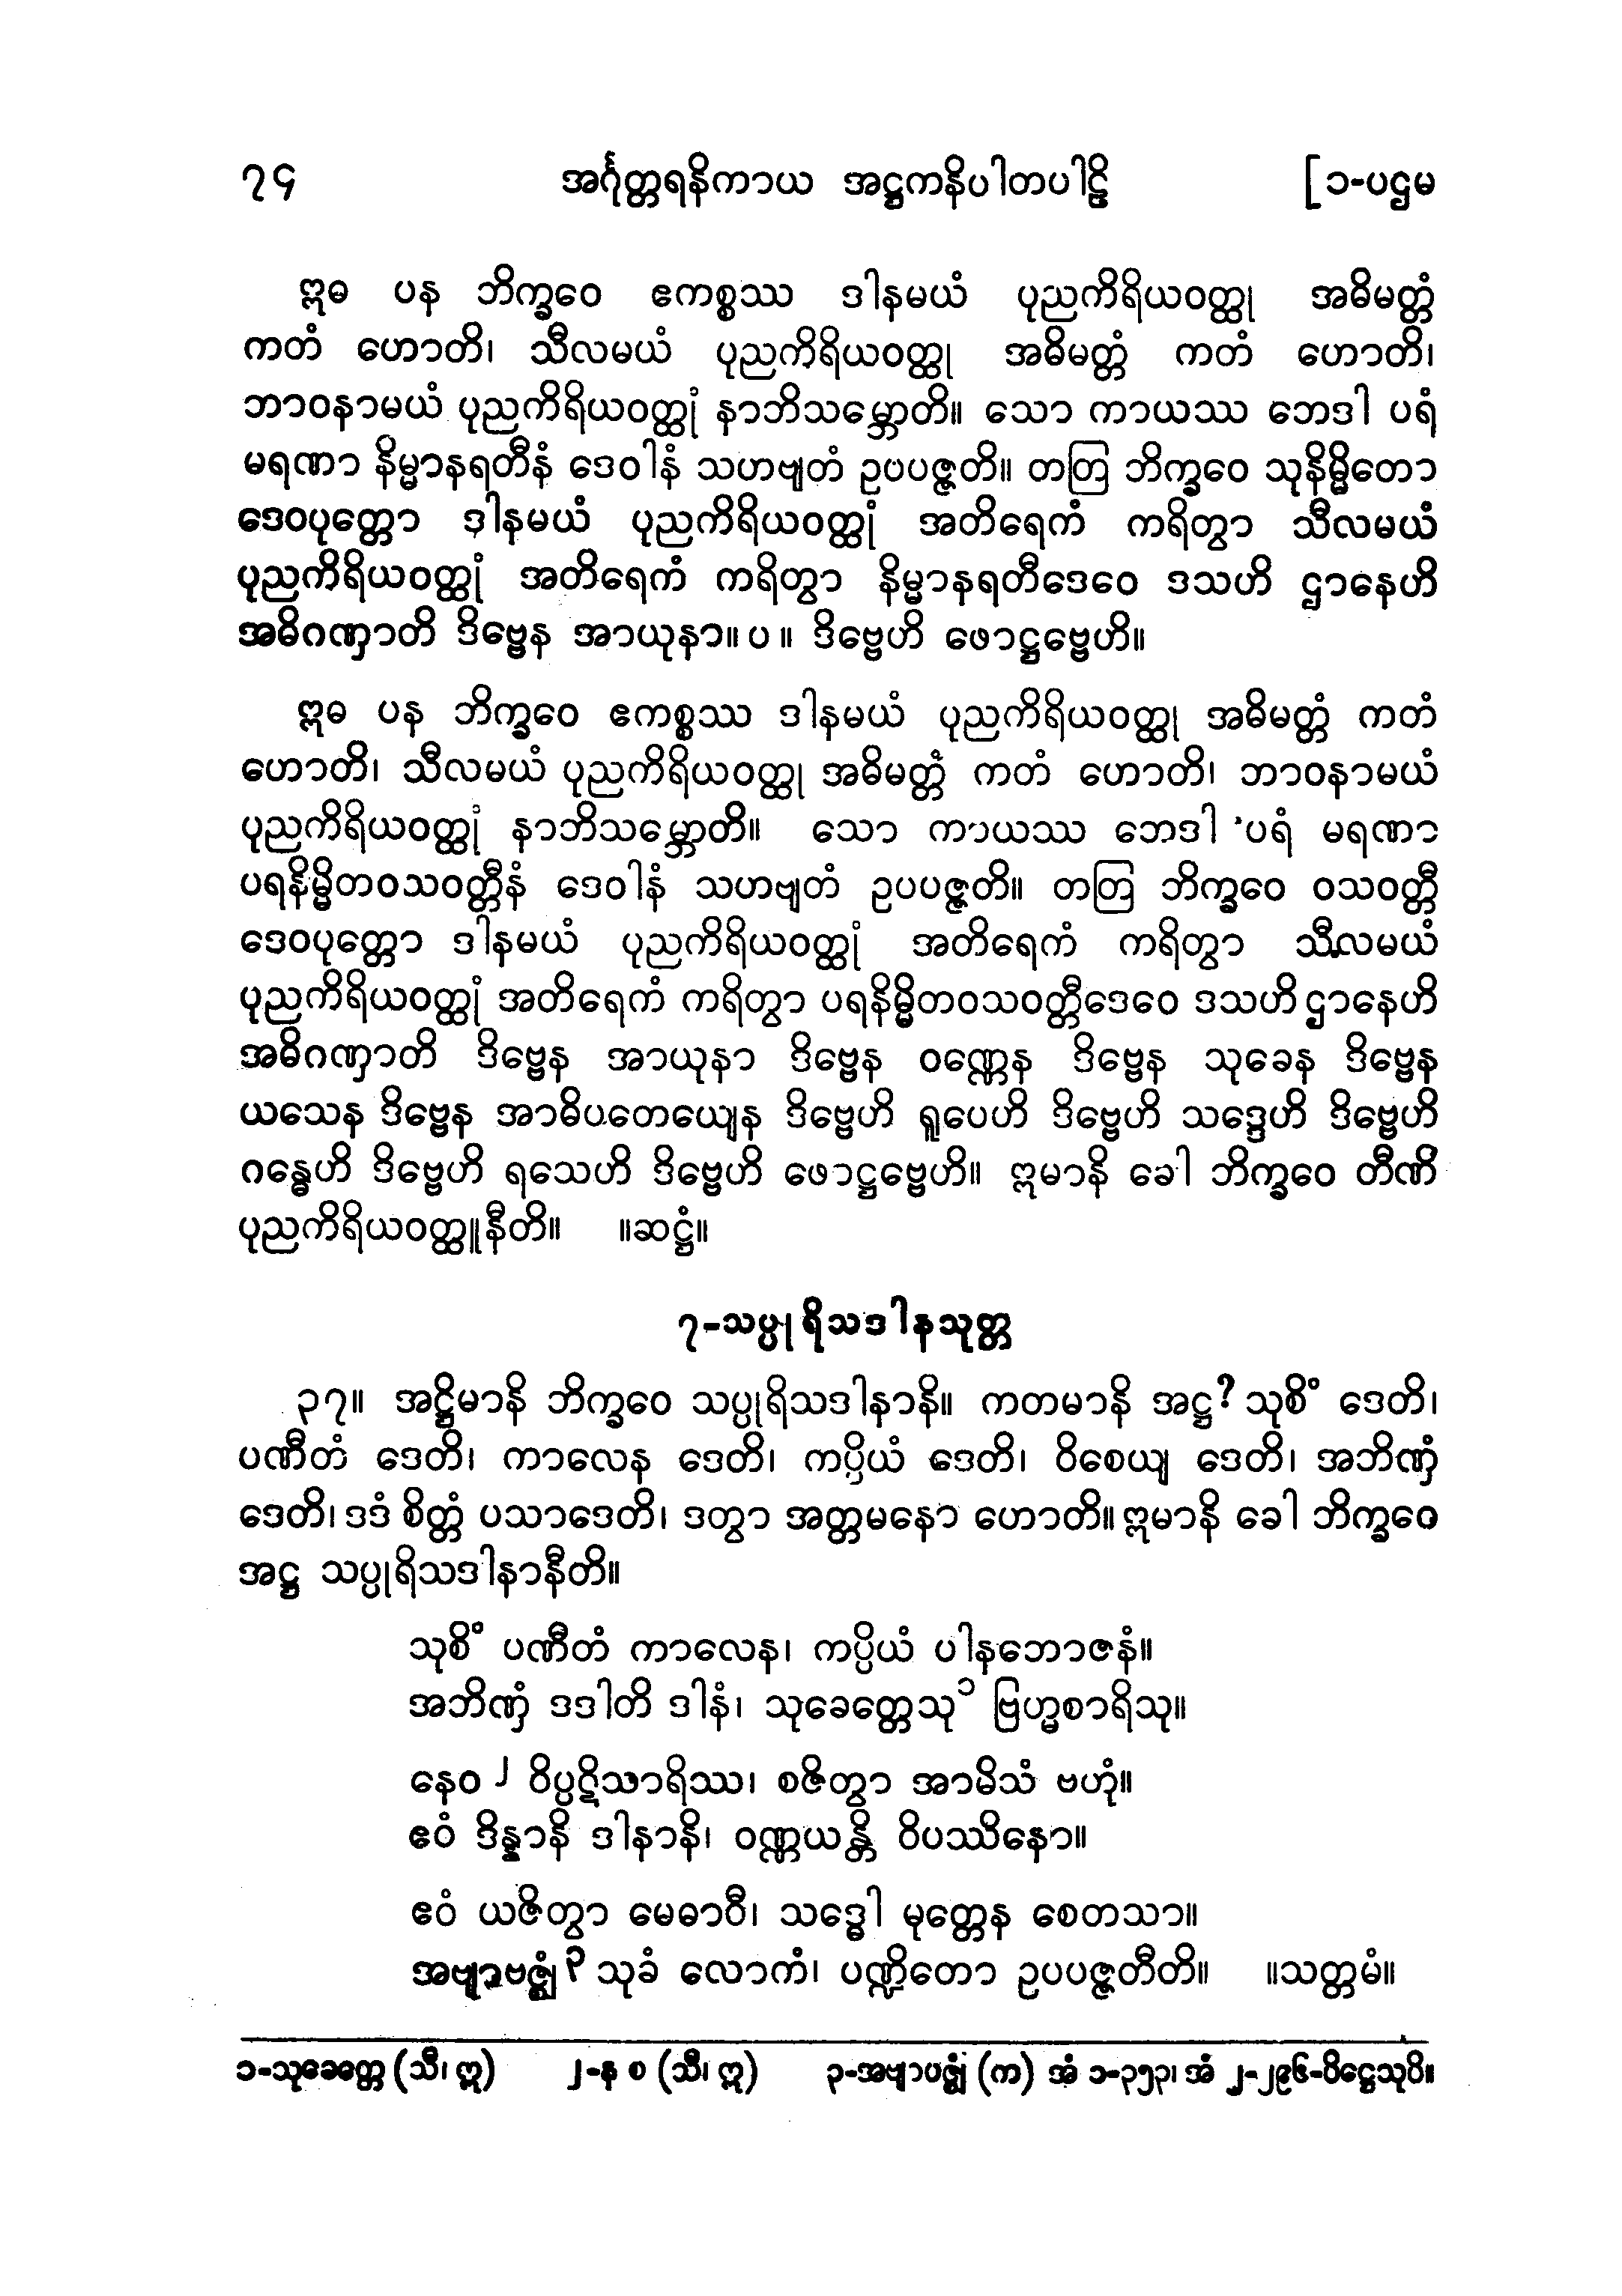 ၇၄ အင်္ဂုတ္တရနိကာယ အဋ္ဌကနိပါတပါဠိ [၁-ပဌမ
ဣဓ ပန ဘိက္ခဝေ ဧကစ္စဿ ဒါနမယံ ပုညကိရိယဝတ္ထု အဓိမတ္တံ
ကတံ ဟောတိ၊ သီလမယံ ပုညကိရိယဝတ္ထု အဓိမတ္တံ ကတံ ဟောတိ၊
ဘာဝနာမယံ ပုညကိရိယဝတ္ထုံ နာဘိသမ္ဘောတိ။ သော ကာယဿ ဘေဒါ ပရံ
မရဏာ နိမ္မာနရတီနံ ဒေဝါနံ သဟဗျတံ ဥပပဇ္ဇတိ။ တတြ ဘိက္ခဝေ သုနိမ္မိတော
ဒေဝပုတ္တော ဒါနမယံ ပုညကိရိယဝတ္ထုံ အတိရေကံ ကရိတွာ သီလမယံ
ပုညကိရိယဝတ္ထုံ အတိရေကံ ကရိတွာ နိမ္မာနရတီဒေဝေ ဒသဟိ ဌာနေဟိ
အဓိဂဏှာတိ ဒိဗ္ဗေန အာယုနာ။ ပ ။ ဒိဗ္ဗေဟိ ဖောဋ္ဌဗ္ဗေဟိ။
ဣဓ ပန ဘိက္ခဝေ ဧကစ္စဿ ဒါနမယံ ပုညကိရိယဝတ္ထု အဓိမတ္တံ ကတံ
ဟောတိ၊ သီလမယံ ပုညကိရိယဝတ္ထု အဓိမတ္တံ ကတံ ဟောတိ၊ ဘာဝနာမယံ
ပုညကိရိယဝတ္ထုံ နာဘိသမ္ဘောတိ။ သော ကာယဿ ဘေဒါ ပရံ မရဏာ
ပရနိမ္မိတဝသဝတ္တီနံ ဒေဝါနံ သဟဗျတံ ဥပပဇ္ဇတိ။ တတြ ဘိက္ခဝေ ဝသဝတ္တီ
ဒေဝပုတ္တော ဒါနမယံ ပုညကိရိယဝတ္ထုံ အတိရေကံ ကရိတွာ သီလမယံ
ပုညကိရိယဝတ္ထုံ အတိရေကံ ကရိတွာ ပရနိမ္မိတဝသဝတ္တီဒေဝေ ဒသဟိ ဌာနေဟိ
အဓိဂဏှာတိ ဒိဗ္ဗေန အာယုနာ ဒိဗ္ဗေန ဝဏ္ဏေန ဒိဗ္ဗေန သုခေန ဒိဗ္ဗေန
ယသေန ဒိဗ္ဗေန အာဓိပတေယျေန ဒိဗ္ဗေဟိ ရူပေဟိ ဒိဗ္ဗေဟိ သဒ္ဒေဟိ ဒိဗ္ဗေဟိ
ဂန္ဓေဟိ ဒိဗ္ဗေဟိ ရသေဟိ ဒိဗ္ဗေဟိ ဖောဋ္ဌဗ္ဗေဟိ။ ဣမာနိ ခေါ ဘိက္ခဝေ တီဏိ
ပုညကိရိယဝတ္ထူနီတိ။ ။ဆဋ္ဌံ။
၇-သပ္ပုရိသဒါနသုတ္တ
၃၇။ အဋ္ဌိမာနိ ဘိက္ခဝေ သပ္ပုရိသဒါနာနိ။ ကတမာနိ အဋ္ဌ? သုစိံ ဒေတိ၊
ပဏီတံ ဒေတိ၊ ကာလေန ဒေတိ၊ ကပ္ပိယံ ဒေတိ၊ ဝိစေယျ ဒေတိ၊ အဘိဏှံ
ဒေတိ၊ ဒဒံ စိတ္တံ ပသာဒေတိ၊ ဒတွာ အတ္တမနော ဟောတိ။ ဣမာနိ ခေါ ဘိက္ခဝေ
အဋ္ဌ သပ္ပုရိသဒါနာနီတိ။
သုစိံ ပဏီတံ ကာလေန၊ ကပ္ပိယံ ပါနဘောဇနံ။
အဘိဏှံ ဒဒါတိ ဒါနံ၊ သုခေတ္တေသု ၁ ဗြဟ္မစာရိသု။
နေဝ ၂ ဝိပ္ပဋိသာရိဿ၊ စဇိတွာ အာမိသံ ဗဟုံ။
ဧဝံ ဒိန္နာနိ ဒါနာနိ၊ ဝဏ္ဏယန္တိ ဝိပဿိနော။
ဧဝံ ယဇိတွာ မေဓာဝီ၊ သဒ္ဓေါ မုတ္တေန စေတသာ။
အဗျာဗဇ္ဈံ ၃ သုခံ လောကံ၊ ပဏ္ဍိတော ဥပပဇ္ဇတီတိ။ ။သတ္တမံ။
၁-သုခေတ္တေ (သီ၊ ဣ) ၂-န စ (သီ၊ ဣ) ၃-အဗျာပဇ္ဈံ (က) အံ ၁-၃၅၃၊ အံ ၂-၂၉၆-ပိဋ္ဌေသုပိ။